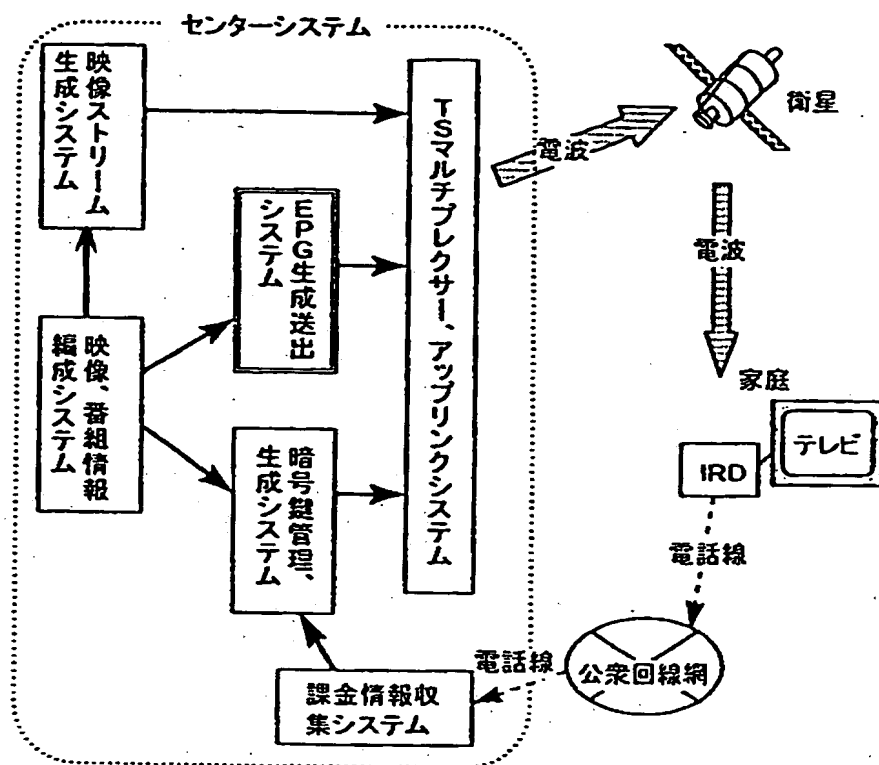 センターシステム
映像ストリーム
生成システム
EPG生成送出
システム
映像、番組情報
編成システム
暗号鍵管理、
生成システム
TSマルチプレクサー、アップリンクシステム
課金情報収
集システム
電波
衛星
電波
家庭
テレビ
IRD
電話線
公衆回線網
電話線